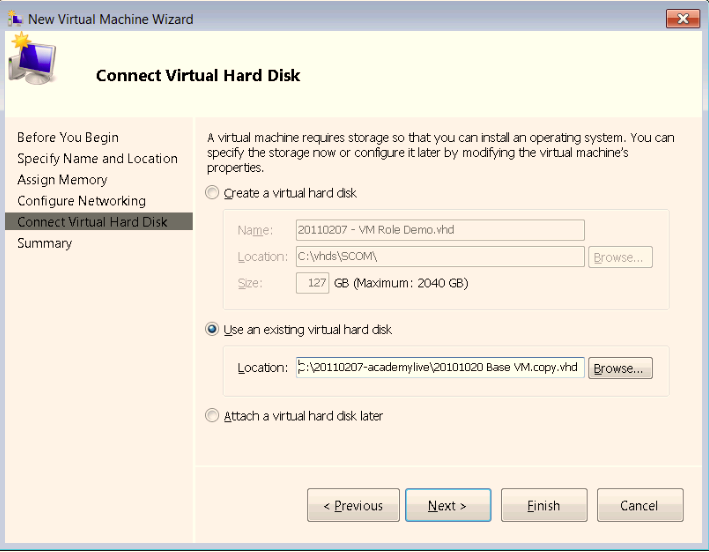 New Virtual Machine Wizard
Connect Virtual Hard Disk
Before You Begin
Specify Name and Location
Assign Memory
Configure Networking
Connect Virtual Hard Disk
Summary
A virtual machine requires storage so that you can install an operating system. You can
specify the storage now or configure it later by modifying the virtual machine's
properties.
Create a virtual hard disk
Name: 20110207 - VM Role Demo.vhd
Location: C:\vhds\SCOM\ Browse...
Size: 127 GB (Maximum: 2040 GB)
Use an existing virtual hard disk
Location: C:\20110207-academylive\20101020 Base VM.copy.vhd Browse...
Attach a virtual hard disk later
< Previous Next > Finish Cancel